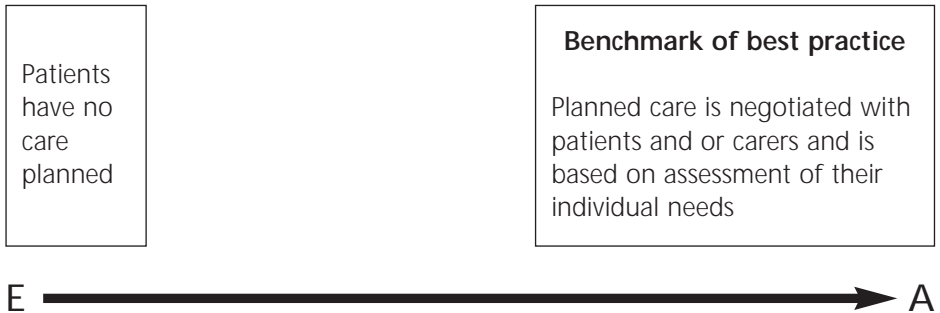 Patients
have no
care
planned
Benchmark of best practice
Planned care is negotiated with
patients and or carers and is
based on assessment of their
individual needs
E
A